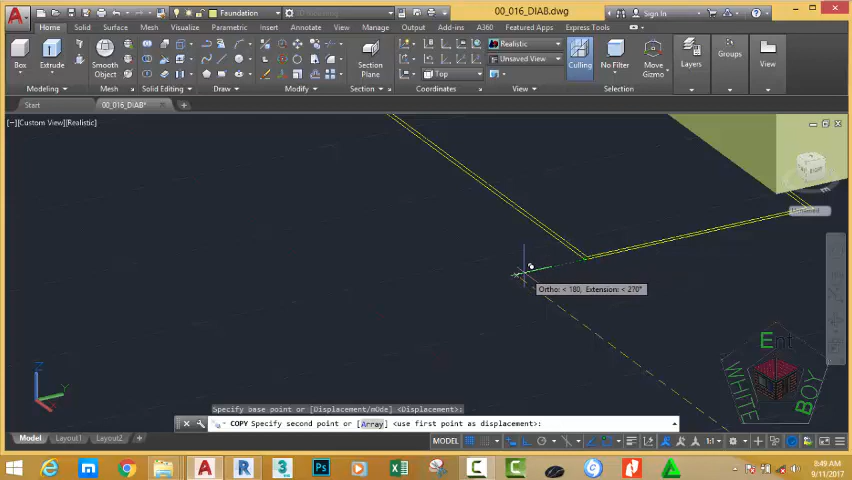 Foundation
00_016_DIAB.dwg
Sign In
Home Solid Surface Mesh Visualize Parametric Insert Annotate View Manage Output Add-ins A360 Featured Apps Express Tools
Box
Extrude
Smooth Object
Section Plane
Realistic
Unsaved View
Top
Culling
No Filter
Move Gizmo
Layers
Groups
View
Modeling Mesh Solid Editing Draw Modify Section Coordinates View Selection
Start
00_016_DIAB*
[−][Custom View][Realistic]
Unnamed
Ortho: < 180, Extension: < 270°
Z
Y
Ent
WHITE
BOY
Specify base point or [Displacement/mOde] <Displacement>:
COPY Specify second point or [Array] <use first point as displacement>:
Model Layout1 Layout2
MODEL
1:1
8:49 AM
9/11/2017